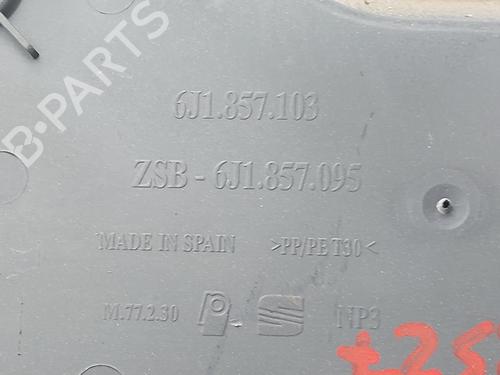 B-PARTS
6J1.857.103
ZSB - 6J1.857.095
MADE IN SPAIN >PP/PE T30<
M.77.2.30 NP3